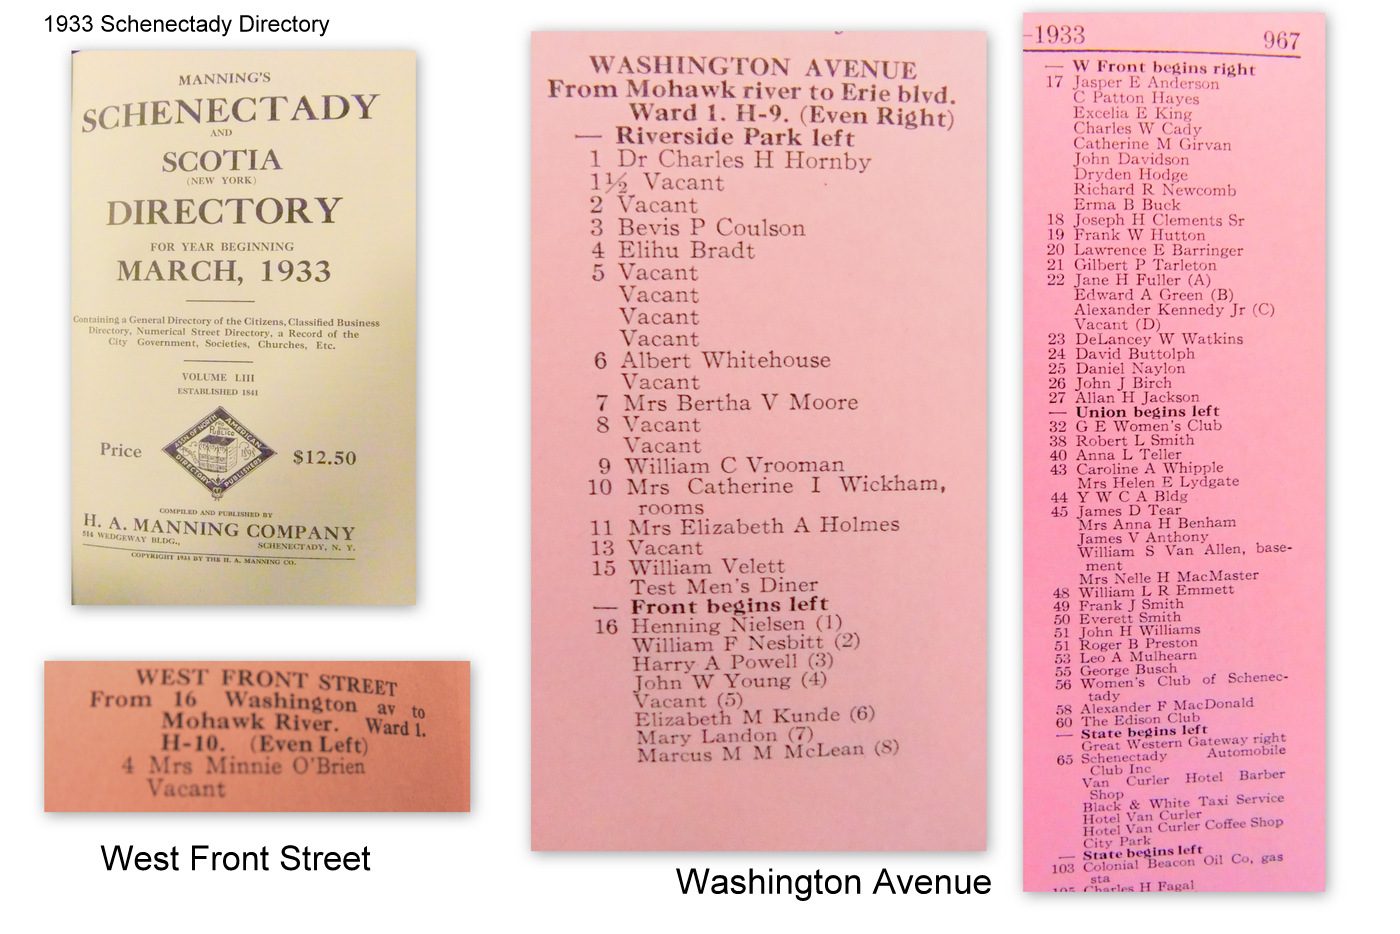 1933 Schenectady Directory
MANNING'S
SCHENECTADY
AND
SCOTIA
(NEW YORK)
DIRECTORY
FOR YEAR BEGINNING
MARCH, 1933
Containing a General Directory of the Citizens, Classified Business
Directory, Numerical Street Directory, a Record of the
City Government, Societies, Churches, Etc.
VOLUME LIII
ESTABLISHED 1841
ASSN. OF NORTH AMERICAN
DIRECTORY PUBLISHERS
Price $12.50
COMPILED AND PUBLISHED BY
H. A. MANNING COMPANY
514 WEDGEWAY BLDG., SCHENECTADY, N. Y.
COPYRIGHT 1933 BY THE H. A. MANNING CO.
WEST FRONT STREET
From 16 Washington av to
Mohawk River. Ward 1.
H-10. (Even Left)
4 Mrs Minnie O'Brien
Vacant
West Front Street
WASHINGTON AVENUE
From Mohawk river to Erie blvd.
Ward 1. H-9. (Even Right)
— Riverside Park left
1 Dr Charles H Hornby
1½ Vacant
2 Vacant
3 Bevis P Coulson
4 Elihu Bradt
5 Vacant
Vacant
Vacant
Vacant
6 Albert Whitehouse
Vacant
7 Mrs Bertha V Moore
8 Vacant
Vacant
9 William C Vrooman
10 Mrs Catherine I Wickham,
rooms
11 Mrs Elizabeth A Holmes
13 Vacant
15 William Velett
Test Men's Diner
— Front begins left
16 Henning Nielsen (1)
William F Nesbitt (2)
Harry A Powell (3)
John W Young (4)
Vacant (5)
Elizabeth M Kunde (6)
Mary Landon (7)
Marcus M M McLean (8)
Washington Avenue
-1933 967
— W Front begins right
17 Jasper E Anderson
C Patton Hayes
Excelia E King
Charles W Cady
Catherine M Girvan
John Davidson
Dryden Hodge
Richard R Newcomb
Erma B Buck
18 Joseph H Clements Sr
19 Frank W Hutton
20 Lawrence E Barringer
21 Gilbert P Tarleton
22 Jane H Fuller (A)
Edward A Green (B)
Alexander Kennedy Jr (C)
Vacant (D)
23 DeLancey W Watkins
24 David Buttolph
25 Daniel Naylon
26 John J Birch
27 Allan H Jackson
— Union begins left
32 G E Women's Club
38 Robert L Smith
40 Anna L Teller
43 Caroline A Whipple
Mrs Helen E Lydgate
44 Y W C A Bldg
45 James D Tear
Mrs Anna H Benham
James V Anthony
William S Van Allen, base-
ment
Mrs Nelle H MacMaster
48 William L R Emmett
49 Frank J Smith
50 Everett Smith
51 John H Williams
51 Roger B Preston
53 Leo A Mulhearn
55 George Busch
56 Women's Club of Schenec-
tady
58 Alexander F MacDonald
60 The Edison Club
— State begins left
Great Western Gateway right
65 Schenectady Automobile
Club Inc
Van Curler Hotel Barber
Shop
Black & White Taxi Service
Hotel Van Curler
Hotel Van Curler Coffee Shop
City Park
— State begins left
103 Colonial Beacon Oil Co, gas
sta
105 Charles H Fagal